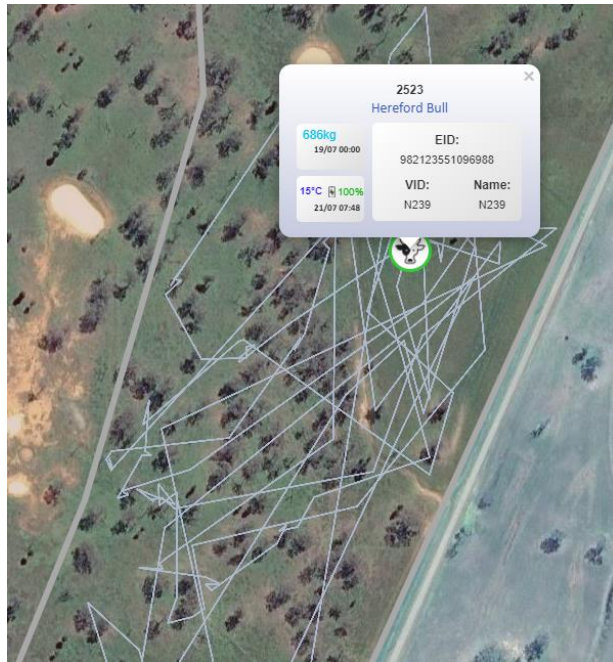 2523
Hereford Bull
686kg
19/07 00:00
15°C 100%
21/07 07:48
EID:
982123551096988
VID: Name:
N239 N239